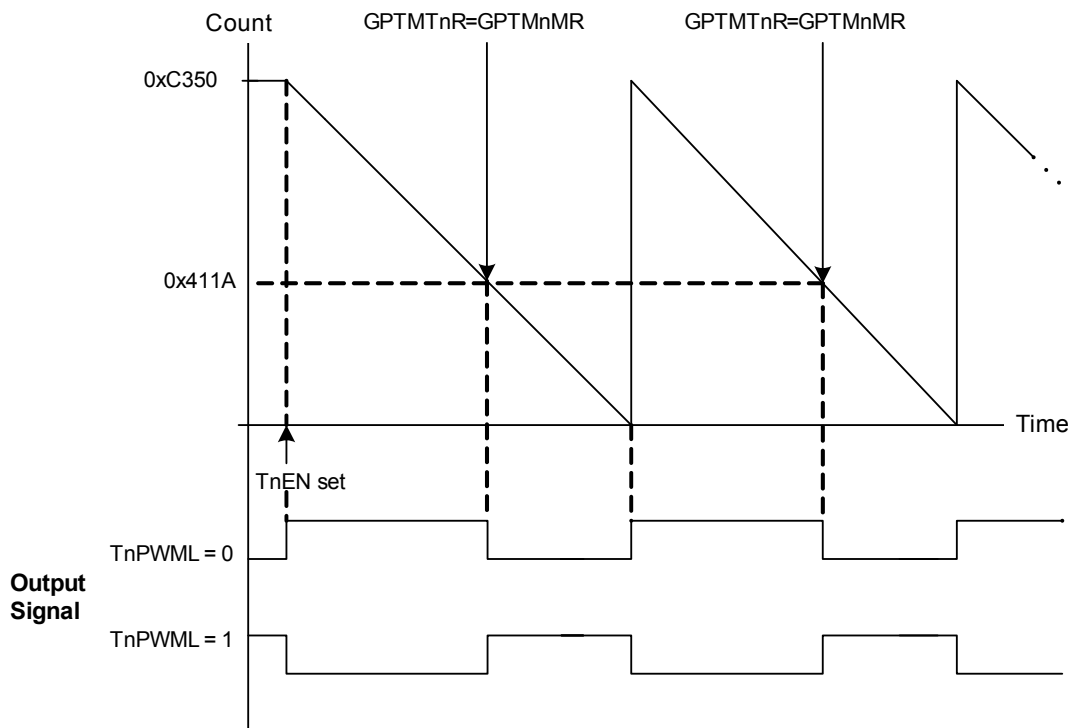 Count
GPTMTnR=GPTMnMR
GPTMTnR=GPTMnMR
0xC350
0x411A
Time
TnEN set
TnPWML = 0
Output
Signal
TnPWML = 1